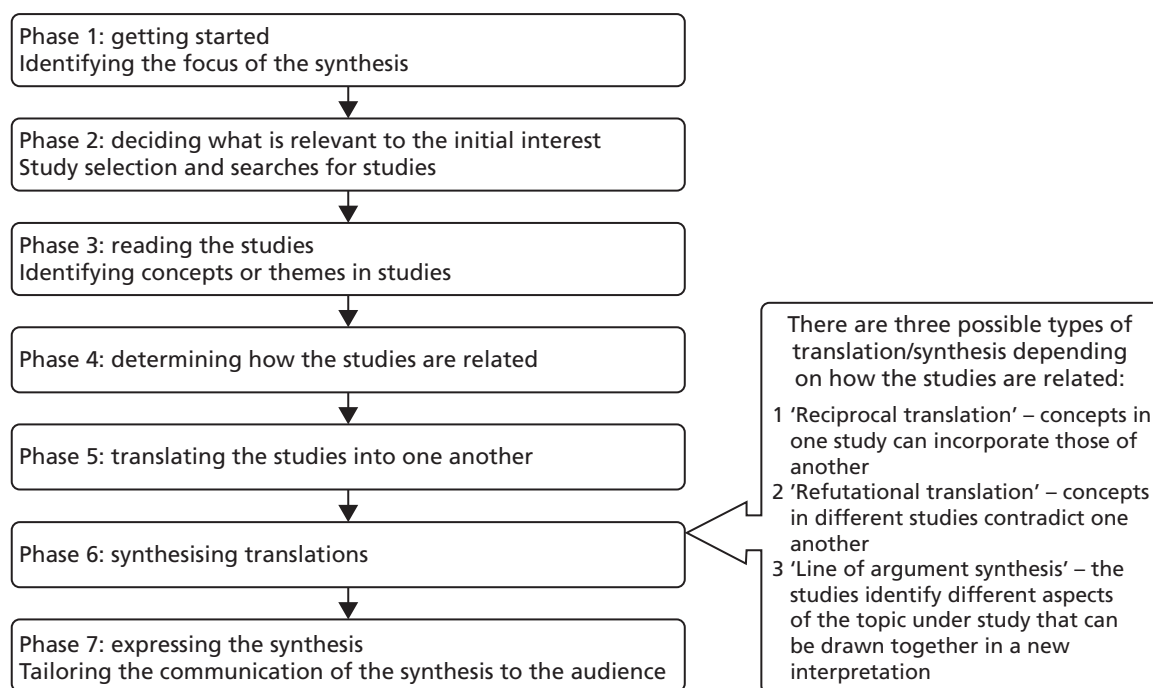 Phase 1: getting started
Identifying the focus of the synthesis
Phase 2: deciding what is relevant to the initial interest
Study selection and searches for studies
Phase 3: reading the studies
Identifying concepts or themes in studies
Phase 4: determining how the studies are related
Phase 5: translating the studies into one another
Phase 6: synthesising translations
Phase 7: expressing the synthesis
Tailoring the communication of the synthesis to the audience
There are three possible types of
translation/synthesis depending
on how the studies are related:
1 'Reciprocal translation' – concepts in
one study can incorporate those of
another
2 'Refutational translation' – concepts
in different studies contradict one
another
3 'Line of argument synthesis' – the
studies identify different aspects
of the topic under study that can
be drawn together in a new
interpretation